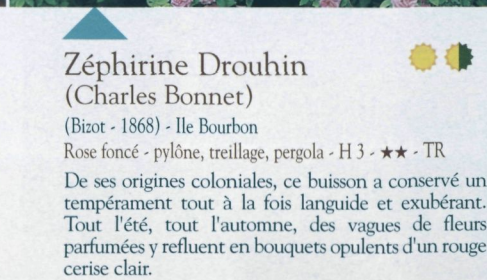 Zéphirine Drouhin
(Charles Bonnet)
(Bizot - 1868) - Ile Bourbon
Rose foncé - pylône, treillage, pergola - H 3 - ★★ - TR
De ses origines coloniales, ce buisson a conservé un
tempérament tout à la fois languide et exubérant.
Tout l'été, tout l'automne, des vagues de fleurs
parfumées y refluent en bouquets opulents d'un rouge
cerise clair.